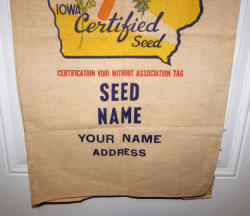 IOWA
Certified
Seed
CERTIFICATION VOID WITHOUT ASSOCIATION TAG
SEED
NAME
YOUR NAME
ADDRESS